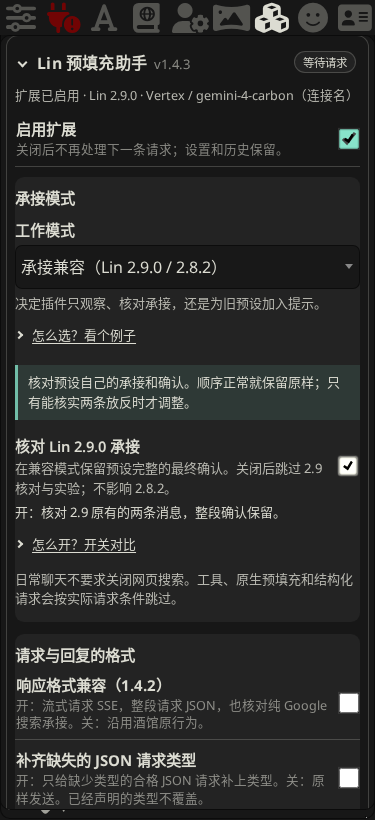 Lin 预填充助手 v1.4.3
等待请求
扩展已启用 · Lin 2.9.0 · Vertex / gemini-4-carbon（连接名）
启用扩展
关闭后不再处理下一条请求；设置和历史保留。
承接模式
工作模式
承接兼容（Lin 2.9.0 / 2.8.2）
决定插件只观察、核对承接，还是为旧预设加入提示。
怎么选？看个例子
核对预设自己的承接和确认。顺序正常就保留原样；只
有能核实两条放反时才调整。
核对 Lin 2.9.0 承接
在兼容模式保留预设完整的最终确认。关闭后跳过 2.9
核对与实验；不影响 2.8.2。
开：核对 2.9 原有的两条消息，整段确认保留。
怎么开？开关对比
日常聊天不要求关闭网页搜索。工具、原生预填充和结构化
请求会按实际请求条件跳过。
请求与回复的格式
响应格式兼容（1.4.2）
开：流式请求 SSE，整段请求 JSON，也核对纯 Google
搜索承接。关：沿用酒馆原行为。
补齐缺失的 JSON 请求类型
开：只给缺少类型的合格 JSON 请求补上类型。关：原
样发送。已经声明的类型不覆盖。